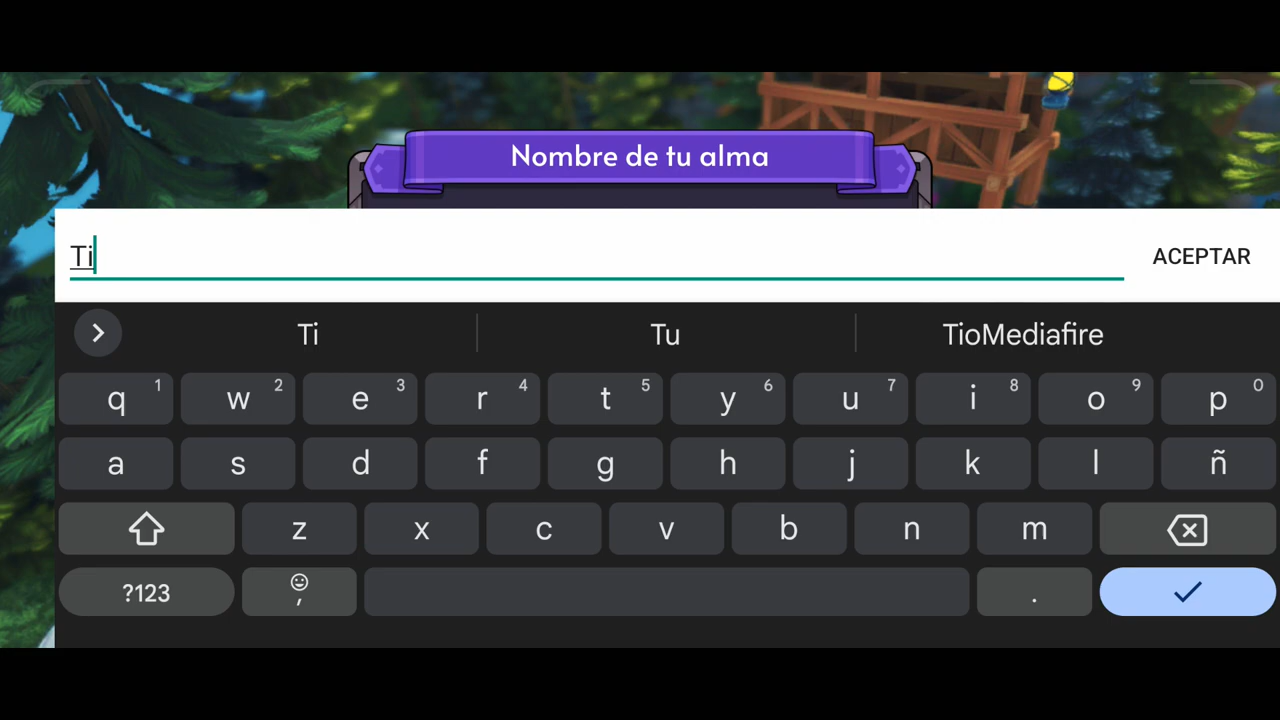 Nombre de tu alma
Ti
ACEPTAR
Ti
Tu
TioMediafire
q 1 w 2 e 3 r 4 t 5 y 6 u 7 i 8 o 9 p 0
a s d f g h j k l ñ
z x c v b n m
?123 , .